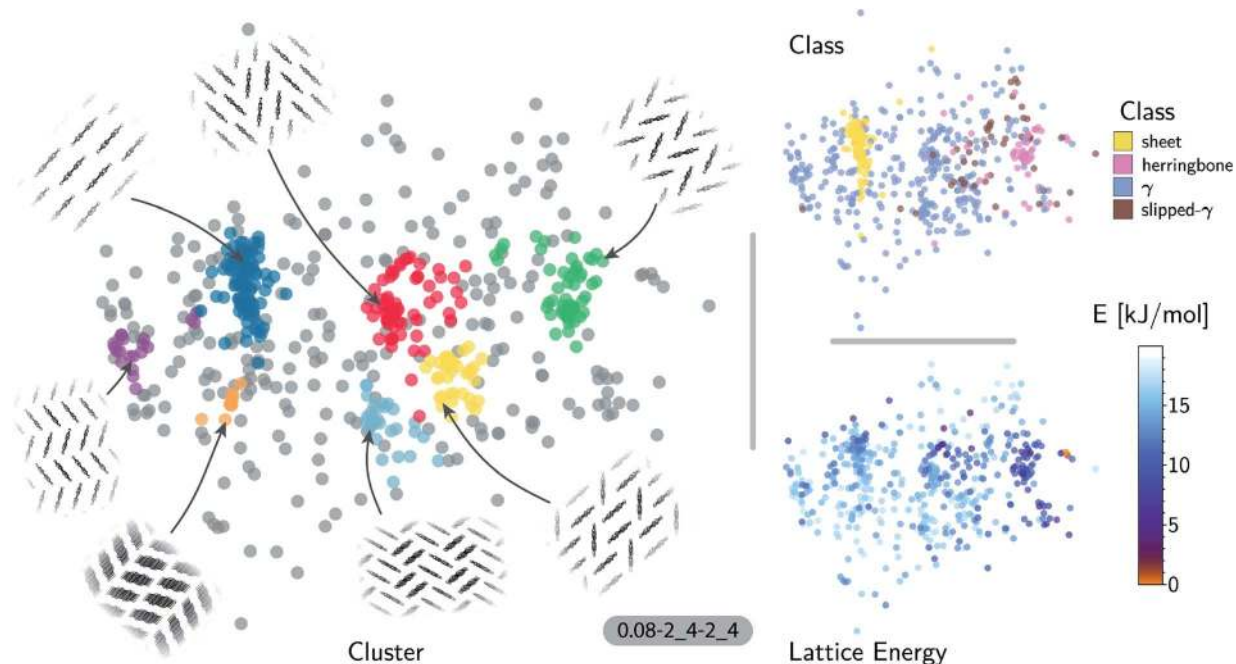 Class
Class
sheet
herringbone
γ
slipped-γ
E [kJ/mol]
15
10
5
0
0.08-2_4-2_4
Cluster
Lattice Energy